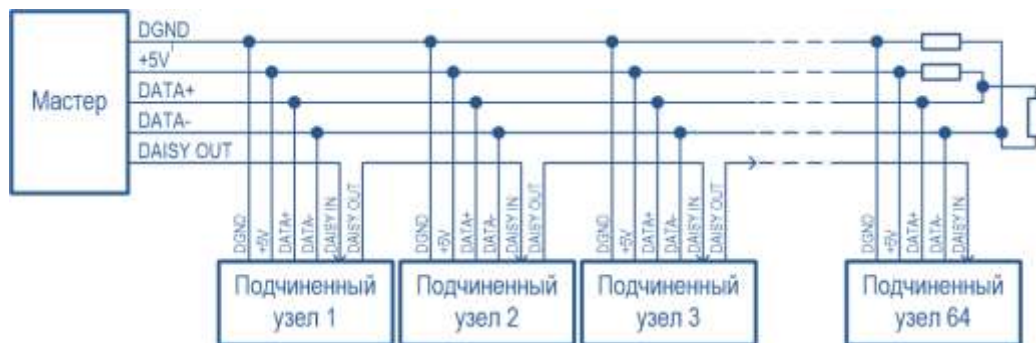 DGND
+5V
DATA+
DATA-
DAISY OUT
Мастер
DGND
+5V
DATA+
DATA-
DAISY IN
DAISY OUT
DGND
+5V
DATA+
DATA-
DAISY IN
DAISY OUT
DGND
+5V
DATA+
DATA-
DAISY IN
DAISY OUT
DGND
+5V
DATA+
DATA-
DAISY IN
Подчиненный
узел 1
Подчиненный
узел 2
Подчиненный
узел 3
Подчиненный
узел 64